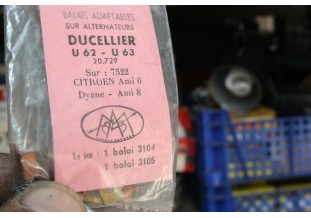 BALAIS ADAPTABLES
SUR ALTERNATEURS
DUCELLIER
U 62 - U 63
20.729
Sur : 7522
CITROEN Ami 6
Dyane - Ami 8
Le jeu : 1 balai 3104
1 balai 3105